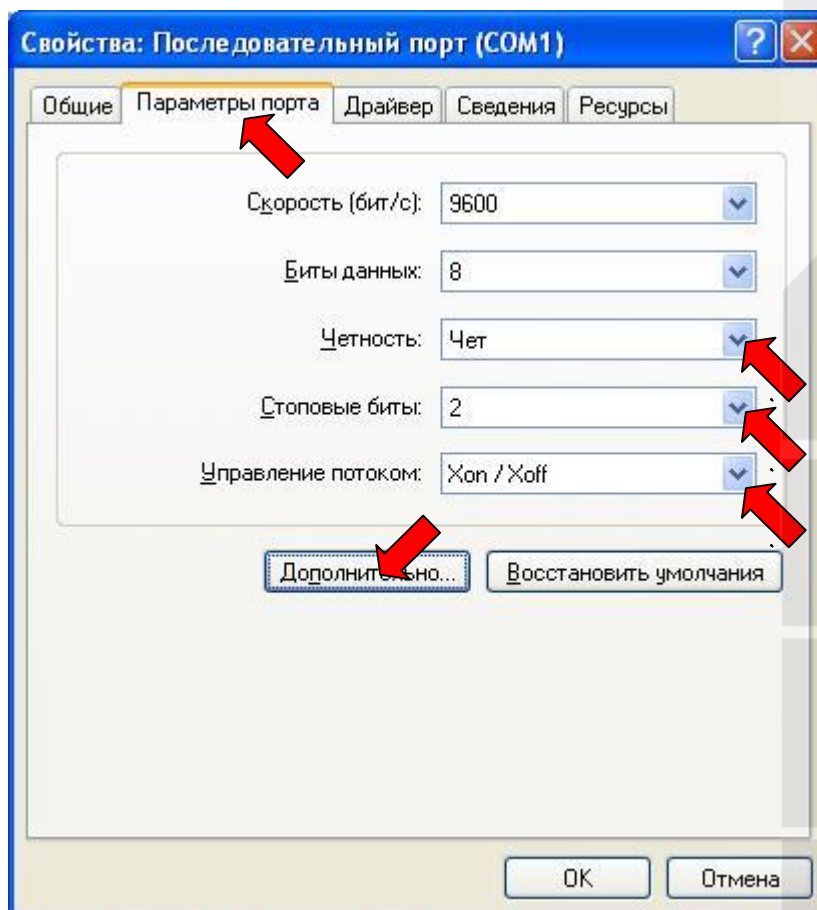 Свойства: Последовательный порт (COM1)
Общие Параметры порта Драйвер Сведения Ресурсы
Скорость (бит/с): 9600
Биты данных: 8
Четность: Чет
Стоповые биты: 2
Управление потоком: Xon / Xoff
Дополнительно... Восстановить умолчания
OK Отмена